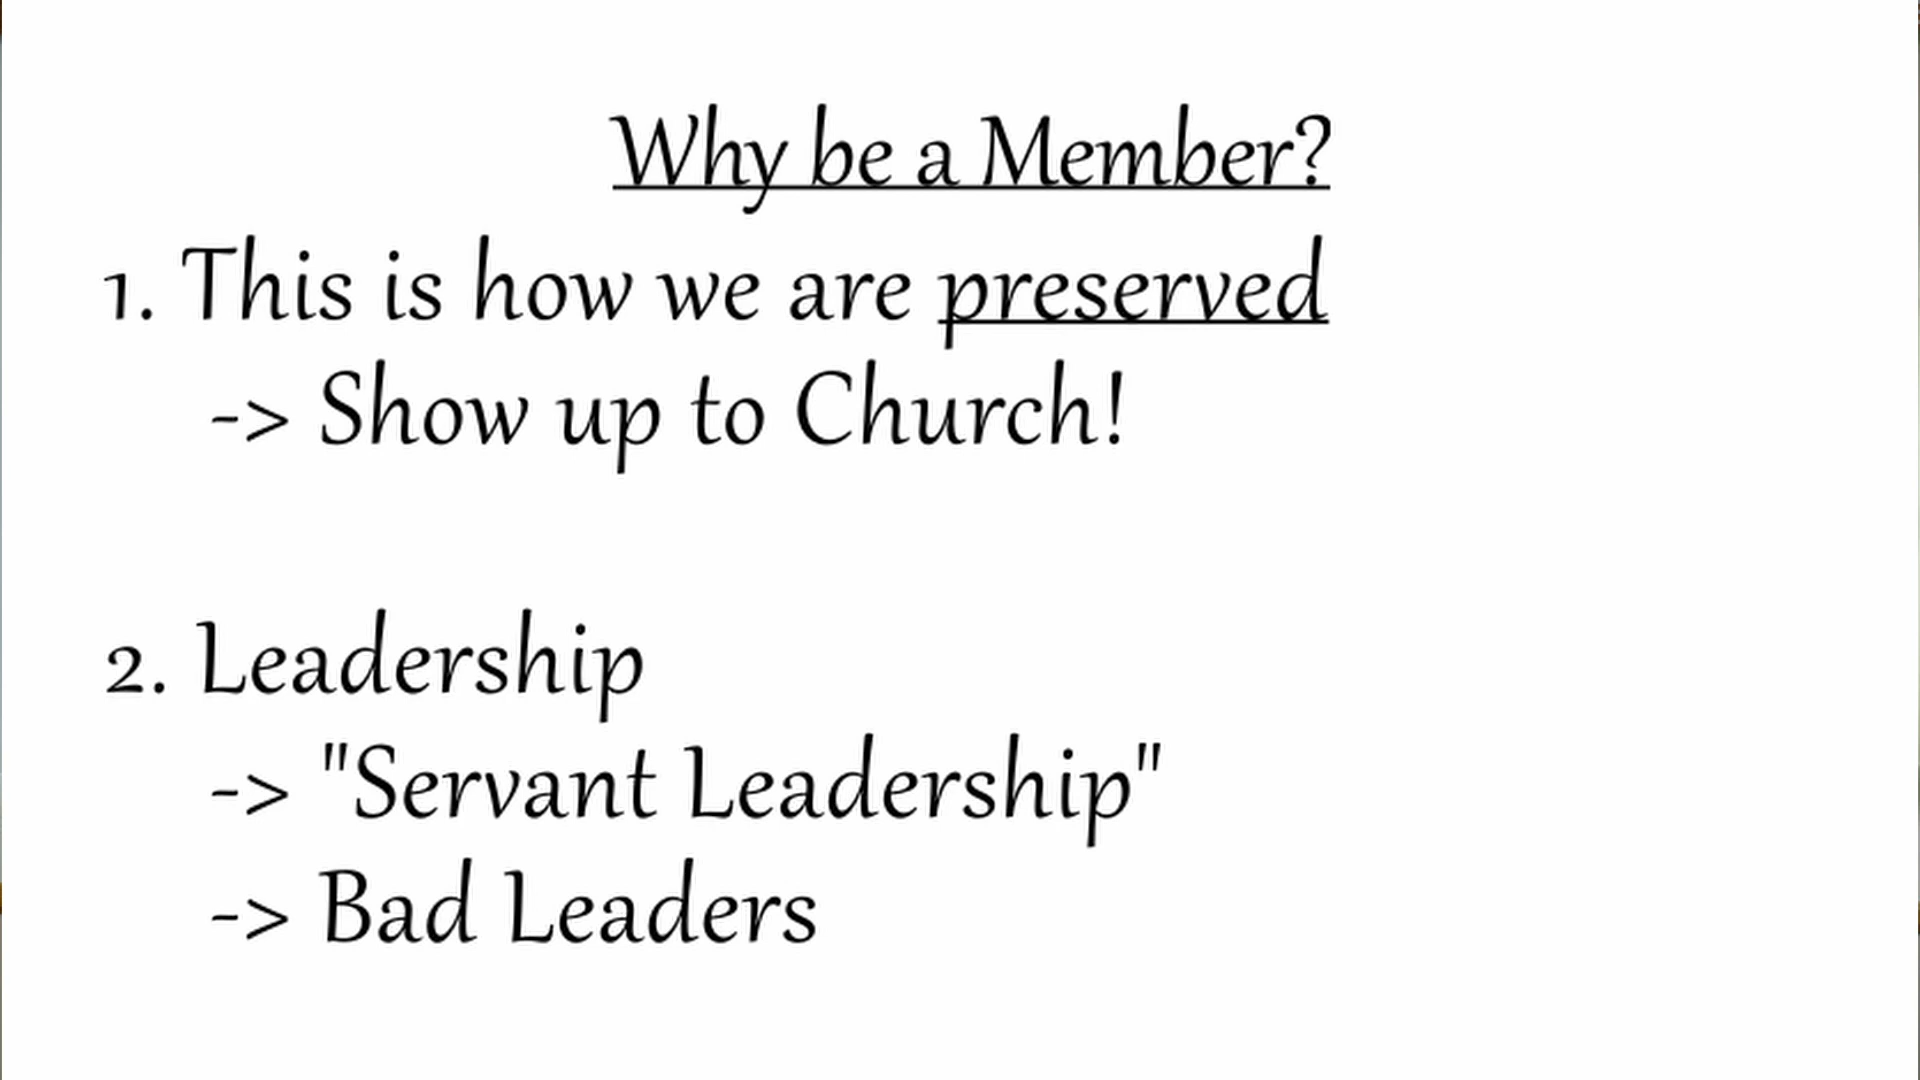 Why be a Member?
1. This is how we are preserved
-> Show up to Church!
2. Leadership
-> "Servant Leadership"
-> Bad Leaders